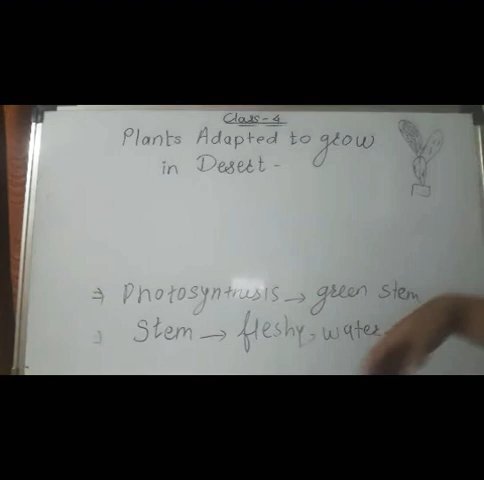 Class-4
Plants Adapted to grow
in Desert -
⇒ Photosynthesis → green stem
⇒ Stem → fleshy, water